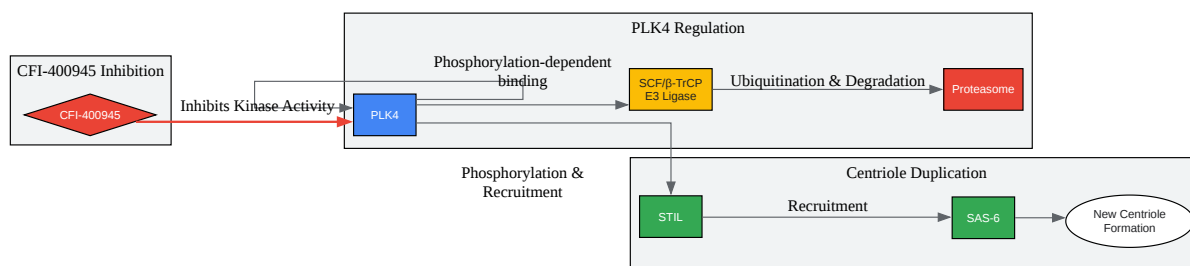 PLK4 Regulation
CFI-400945 Inhibition
Phosphorylation-dependent
binding
SCF/β-TrCP
E3 Ligase
Ubiquitination & Degradation
Proteasome
Inhibits Kinase Activity
CFI-400945
PLK4
Phosphorylation &
Recruitment
Centriole Duplication
STIL
Recruitment
SAS-6
New Centriole
Formation